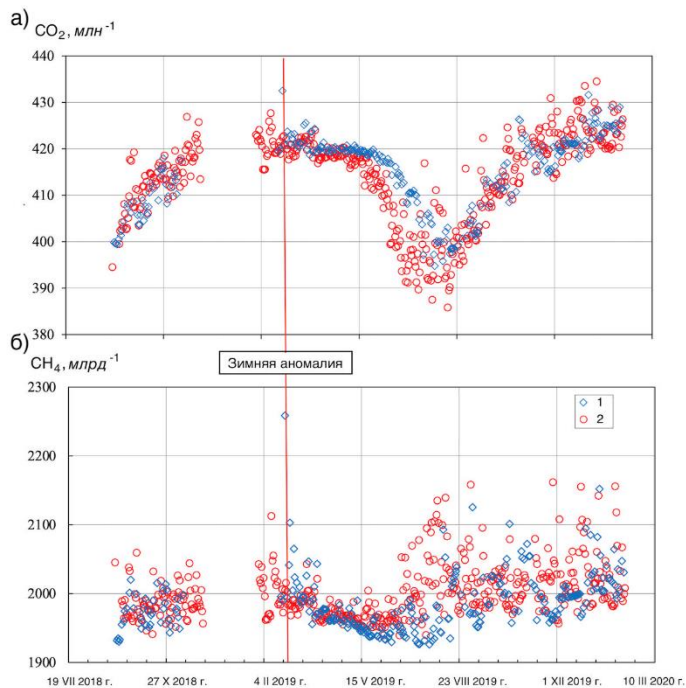 а)
CO₂, млн⁻¹
440
430
420
410
400
390
380
Зимняя аномалия
б)
CH₄, млрд⁻¹
2300
2200
2100
2000
1900
1
2
19 VII 2018 г. 27 X 2018 г. 4 II 2019 г. 15 V 2019 г. 23 VIII 2019 г. 1 XII 2019 г. 10 III 2020 г.